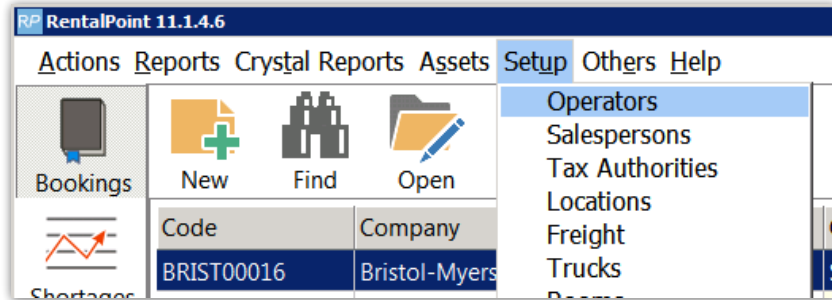 RP RentalPoint 11.1.4.6
Actions Reports Crystal Reports Assets Setup Others Help
Operators
Salespersons
Tax Authorities
Locations
Freight
Trucks
Bookings
New
Find
Open
Code
Company
BRIST00016
Bristol-Myers